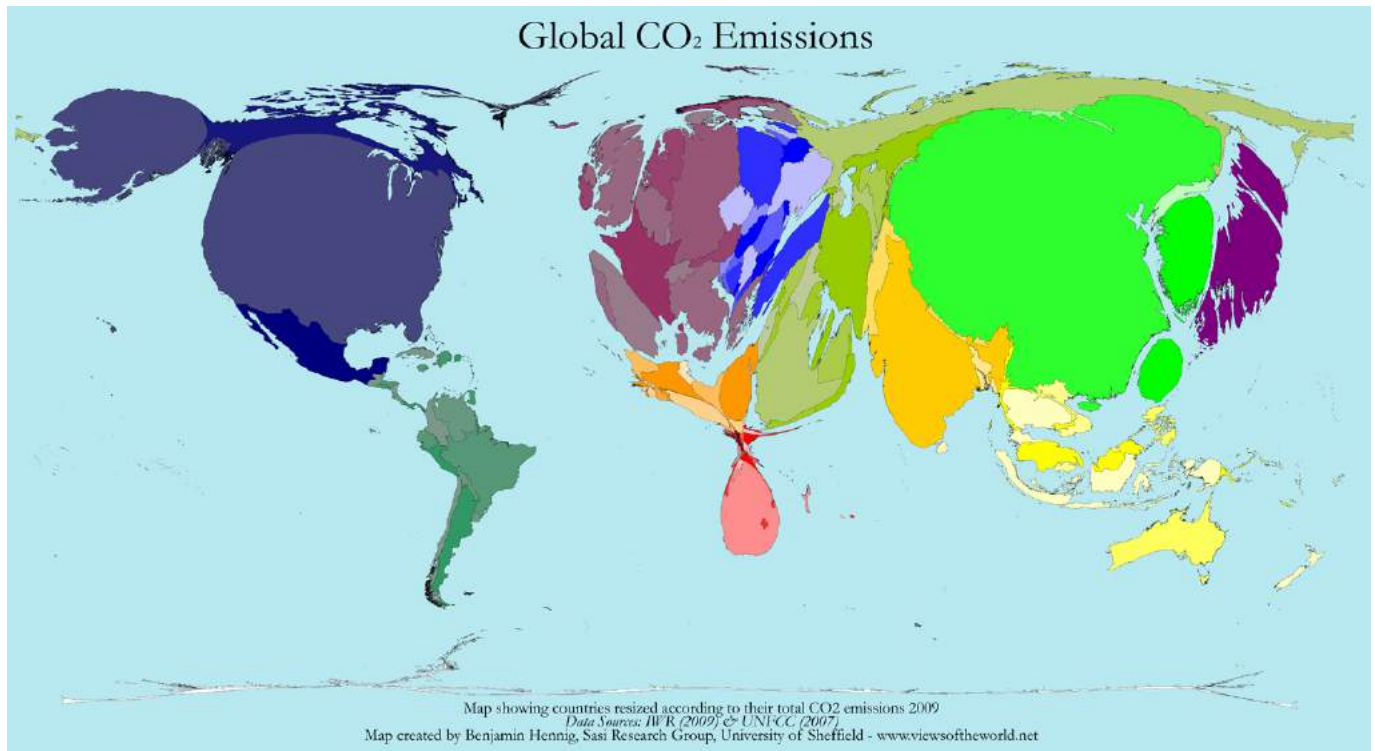 Global CO₂ Emissions
Map showing countries resized according to their total CO2 emissions 2009
Data Sources: IWR (2009) & UNFCC (2007)
Map created by Benjamin Hennig, Sasi Research Group, University of Sheffield - www.viewsoftheworld.net